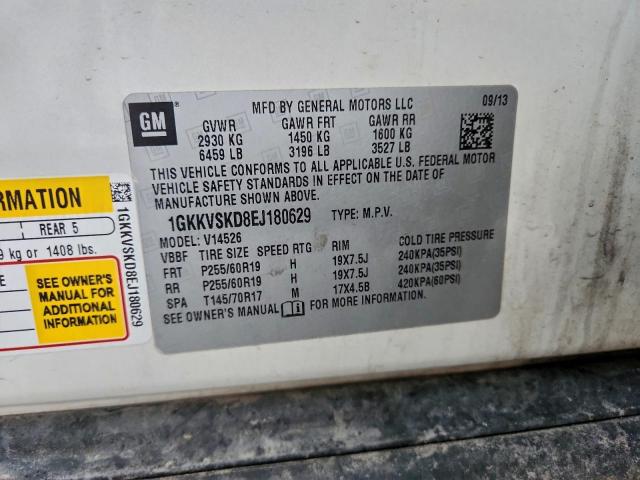 GM
MFD BY GENERAL MOTORS LLC 09/13
GVWR GAWR FRT GAWR RR
2930 KG 1450 KG 1600 KG
6459 LB 3196 LB 3527 LB
THIS VEHICLE CONFORMS TO ALL APPLICABLE U.S. FEDERAL MOTOR
VEHICLE SAFETY STANDARDS IN EFFECT ON THE DATE OF
MANUFACTURE SHOWN ABOVE.
1GKKVSKD8EJ180629 TYPE: M.P.V.
MODEL: V14526
VBBF TIRE SIZE SPEED RTG RIM COLD TIRE PRESSURE
FRT P255/60R19 H 19X7.5J 240KPA(35PSI)
RR P255/60R19 H 19X7.5J 240KPA(35PSI)
SPA T145/70R17 M 17X4.5B 420KPA(60PSI)
SEE OWNER'S MANUAL FOR MORE INFORMATION.
RMATION
REAR 5
9 kg or 1408 lbs.
SEE OWNER'S
MANUAL FOR
ADDITIONAL
INFORMATION
1GKKVSKD8EJ180629